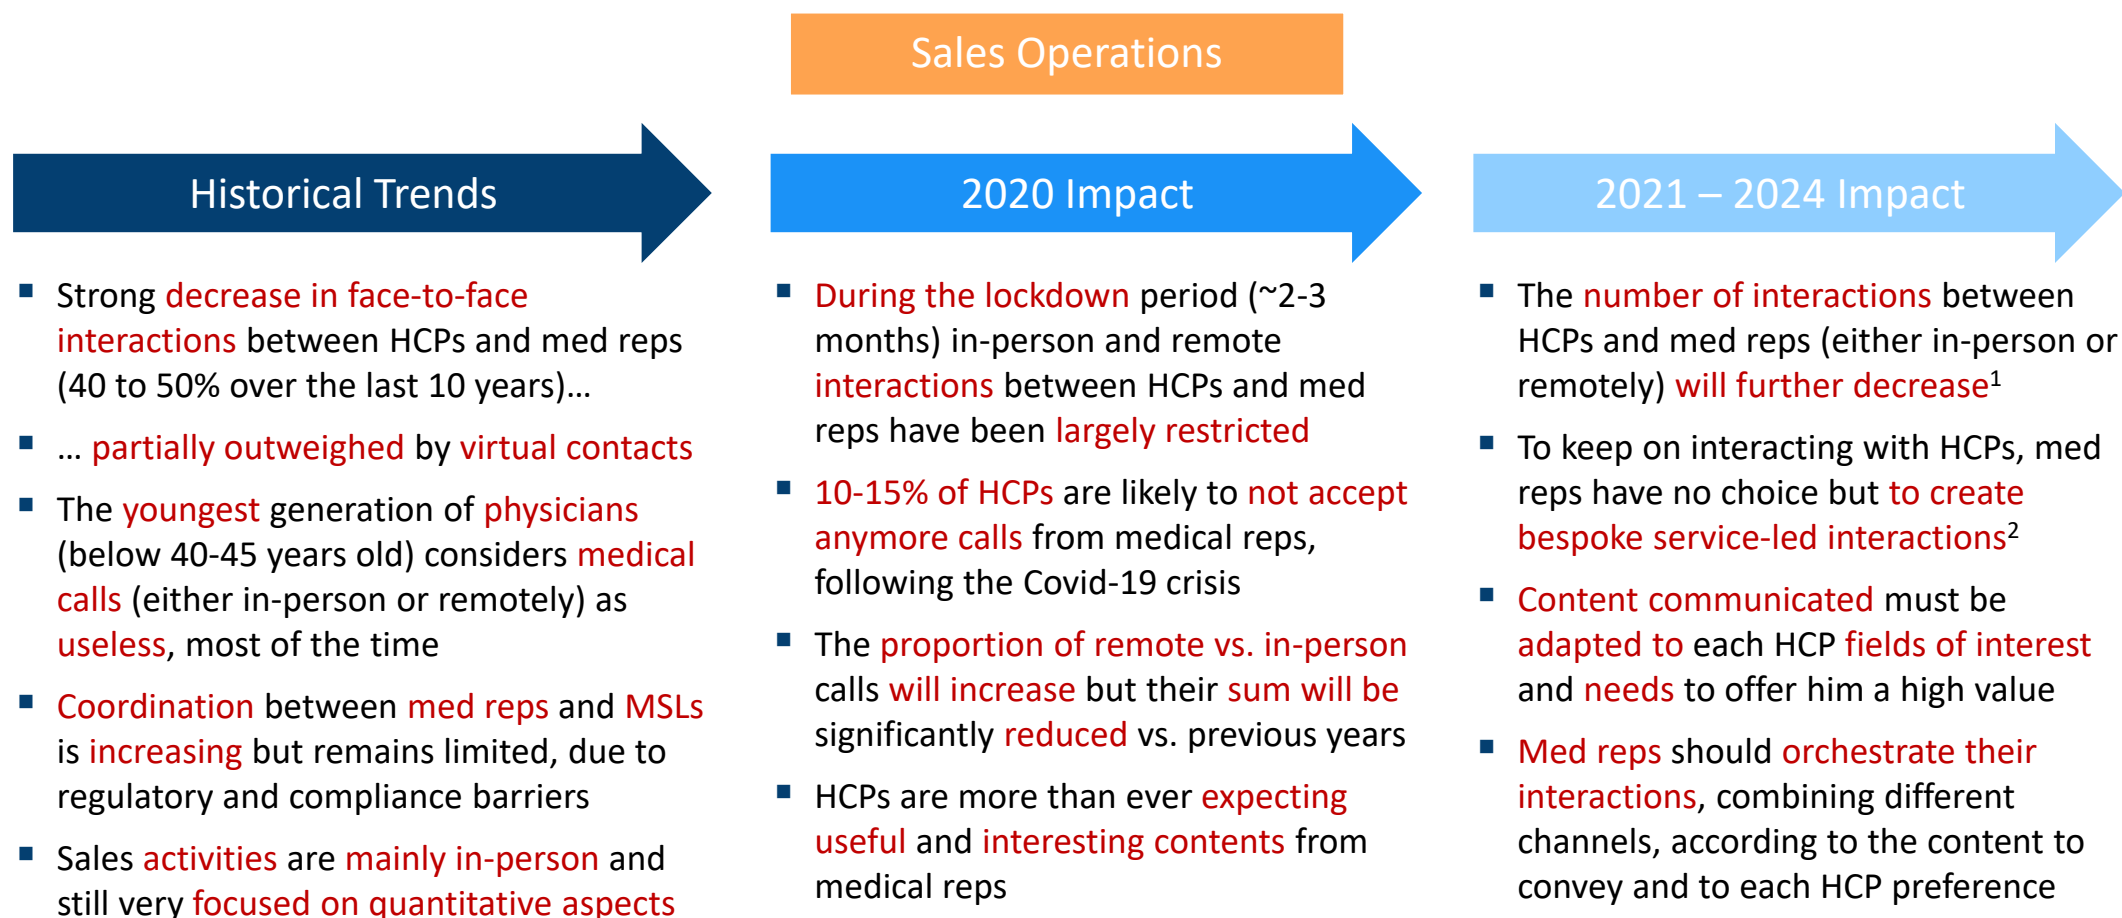 Sales Operations
Historical Trends
▪ Strong decrease in face-to-face
interactions between HCPs and med reps
(40 to 50% over the last 10 years)…
▪ … partially outweighed by virtual contacts
▪ The youngest generation of physicians
(below 40-45 years old) considers medical
calls (either in-person or remotely) as
useless, most of the time
▪ Coordination between med reps and MSLs
is increasing but remains limited, due to
regulatory and compliance barriers
▪ Sales activities are mainly in-person and
still very focused on quantitative aspects
2020 Impact
▪ During the lockdown period (~2-3
months) in-person and remote
interactions between HCPs and med
reps have been largely restricted
▪ 10-15% of HCPs are likely to not accept
anymore calls from medical reps,
following the Covid-19 crisis
▪ The proportion of remote vs. in-person
calls will increase but their sum will be
significantly reduced vs. previous years
▪ HCPs are more than ever expecting
useful and interesting contents from
medical reps
2021 – 2024 Impact
▪ The number of interactions between
HCPs and med reps (either in-person or
remotely) will further decrease¹
▪ To keep on interacting with HCPs, med
reps have no choice but to create
bespoke service-led interactions²
▪ Content communicated must be
adapted to each HCP fields of interest
and needs to offer him a high value
▪ Med reps should orchestrate their
interactions, combining different
channels, according to the content to
convey and to each HCP preference